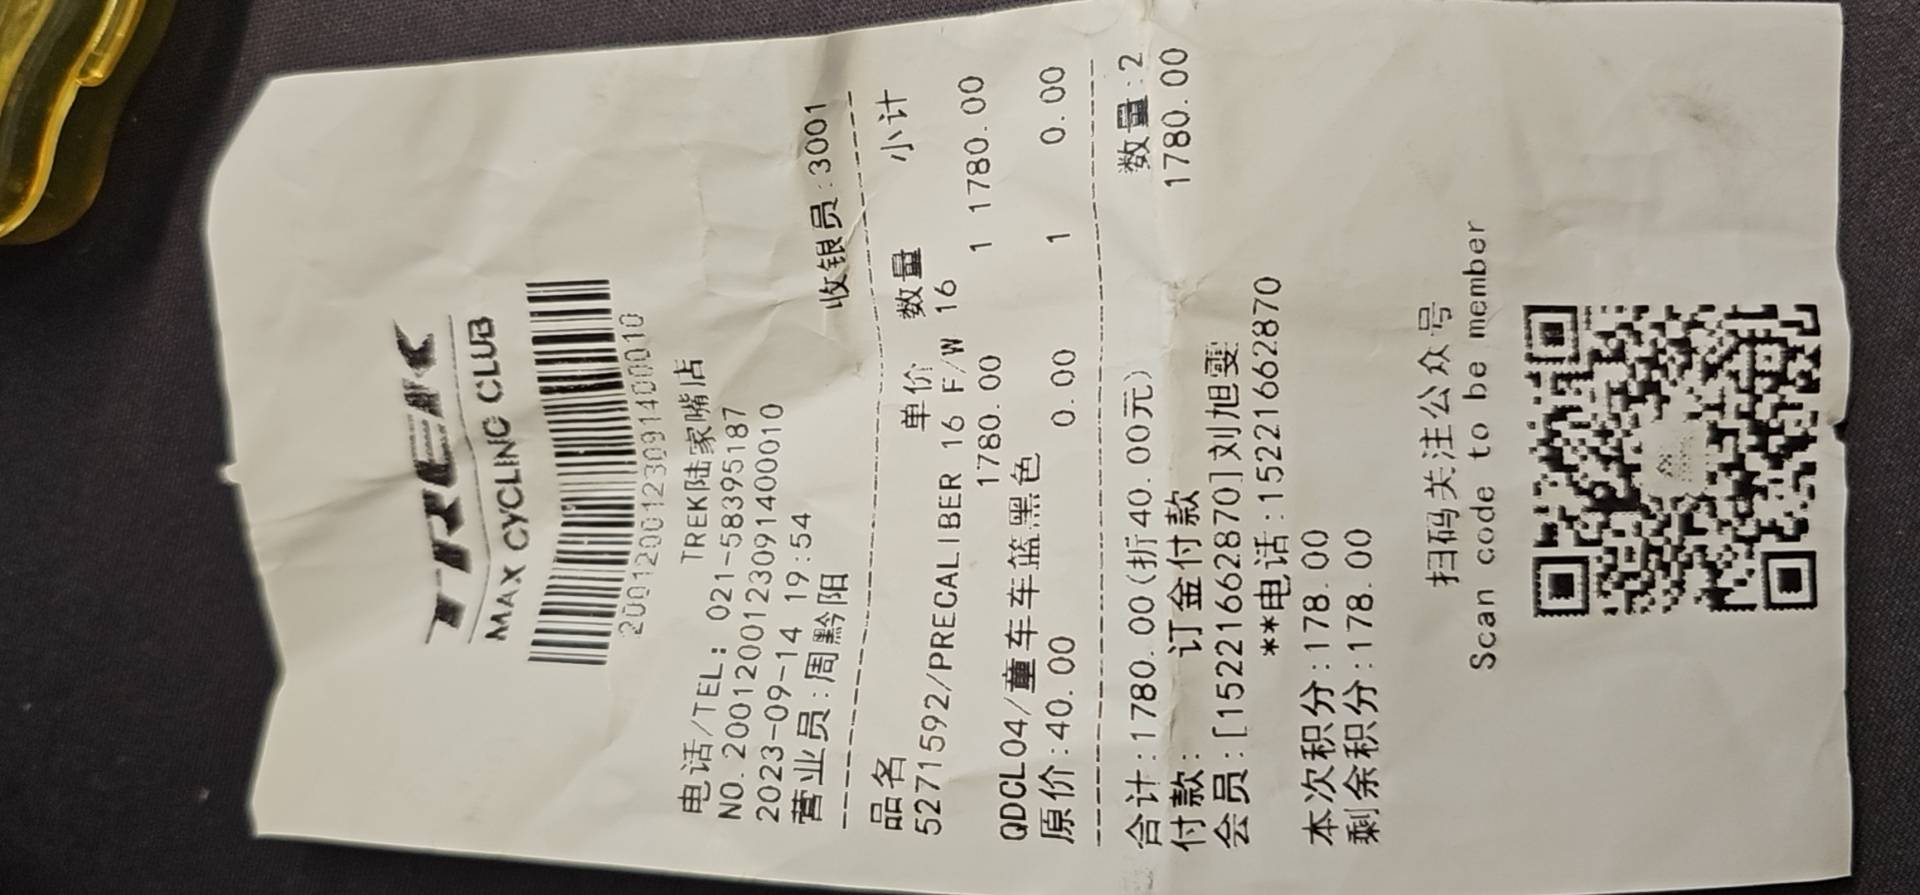 TREK
MAX CYCLING CLUB
2001200123091400010
TREK陆家嘴店
电话/TEL: 021-58395187
NO.2001200123091400010
2023-09-14 19:54
营业员:周黔阳 收银员:3001
品名 单价 数量 小计
5271592/PRECALIBER 16 F/W 16
1780.00 1 1780.00
QDCL04/童车车篮黑色
原价:40.00 0.00 1 0.00
合计:1780.00(折40.00元) 数量:2
付款: 订金付款 1780.00
会员:[15221662870]刘旭雯
**电话:15221662870
本次积分:178.00
剩余积分:178.00
扫码关注公众号
Scan code to be member